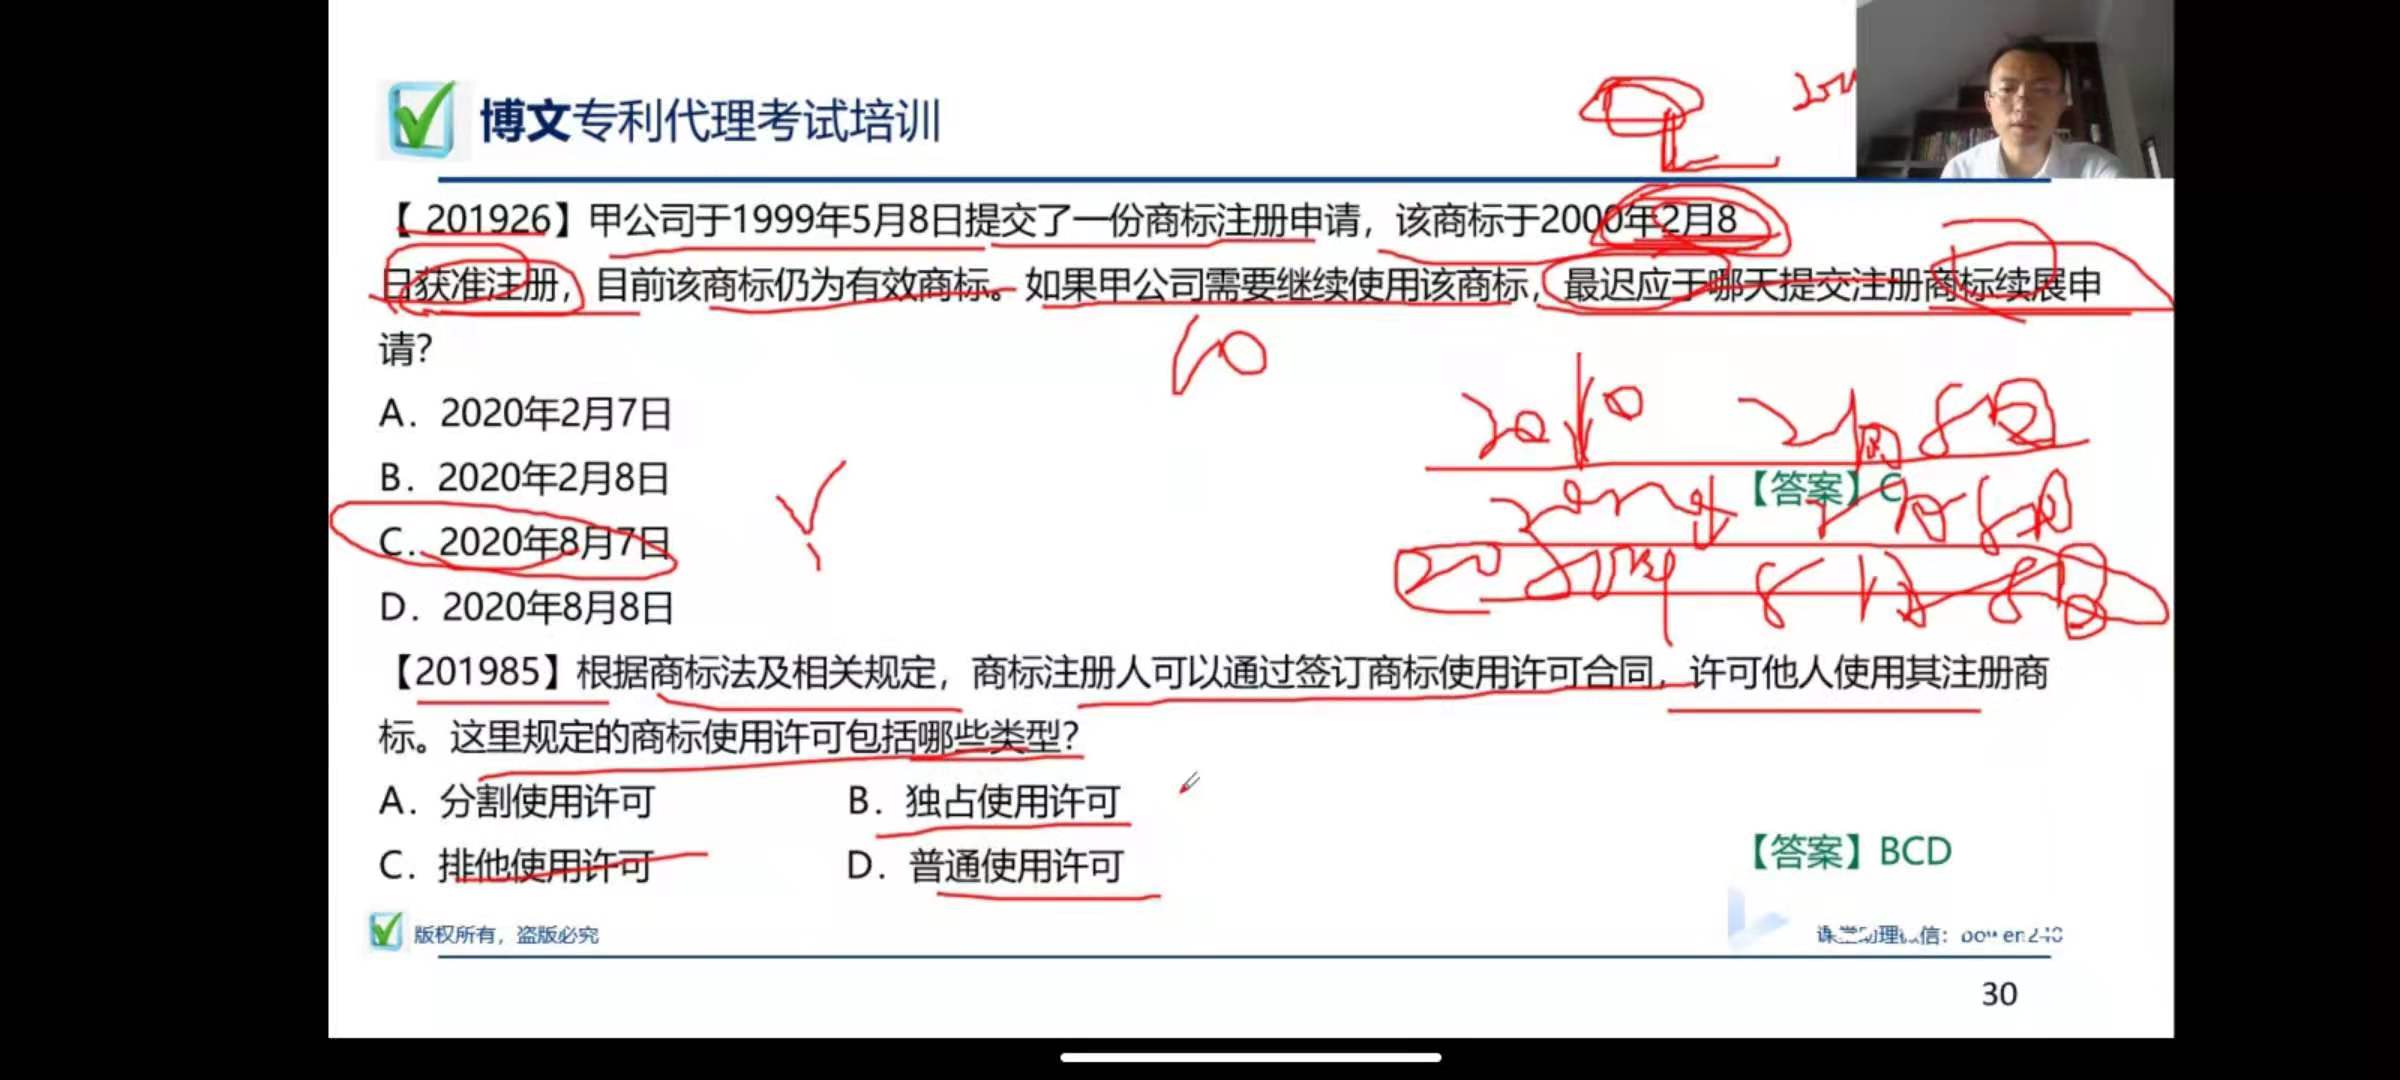 博文专利代理考试培训
【 201926】甲公司于1999年5月8日提交了一份商标注册申请，该商标于2000年2月8
日获准注册，目前该商标仍为有效商标。如果甲公司需要继续使用该商标，最迟应于哪天提交注册商标续展申
请？
A. 2020年2月7日
B. 2020年2月8日
【答案】C
C. 2020年8月7日
D. 2020年8月8日
【201985】根据商标法及相关规定，商标注册人可以通过签订商标使用许可合同，许可他人使用其注册商
标。这里规定的商标使用许可包括哪些类型？
A. 分割使用许可 B. 独占使用许可
C. 排他使用许可 D. 普通使用许可
【答案】BCD
版权所有，盗版必究
30
10